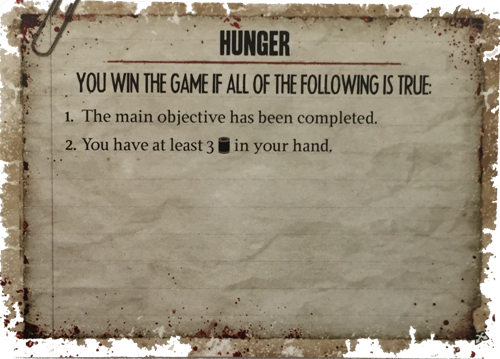 HUNGER
YOU WIN THE GAME IF ALL OF THE FOLLOWING IS TRUE:
1. The main objective has been completed.
2. You have at least 3 in your hand.